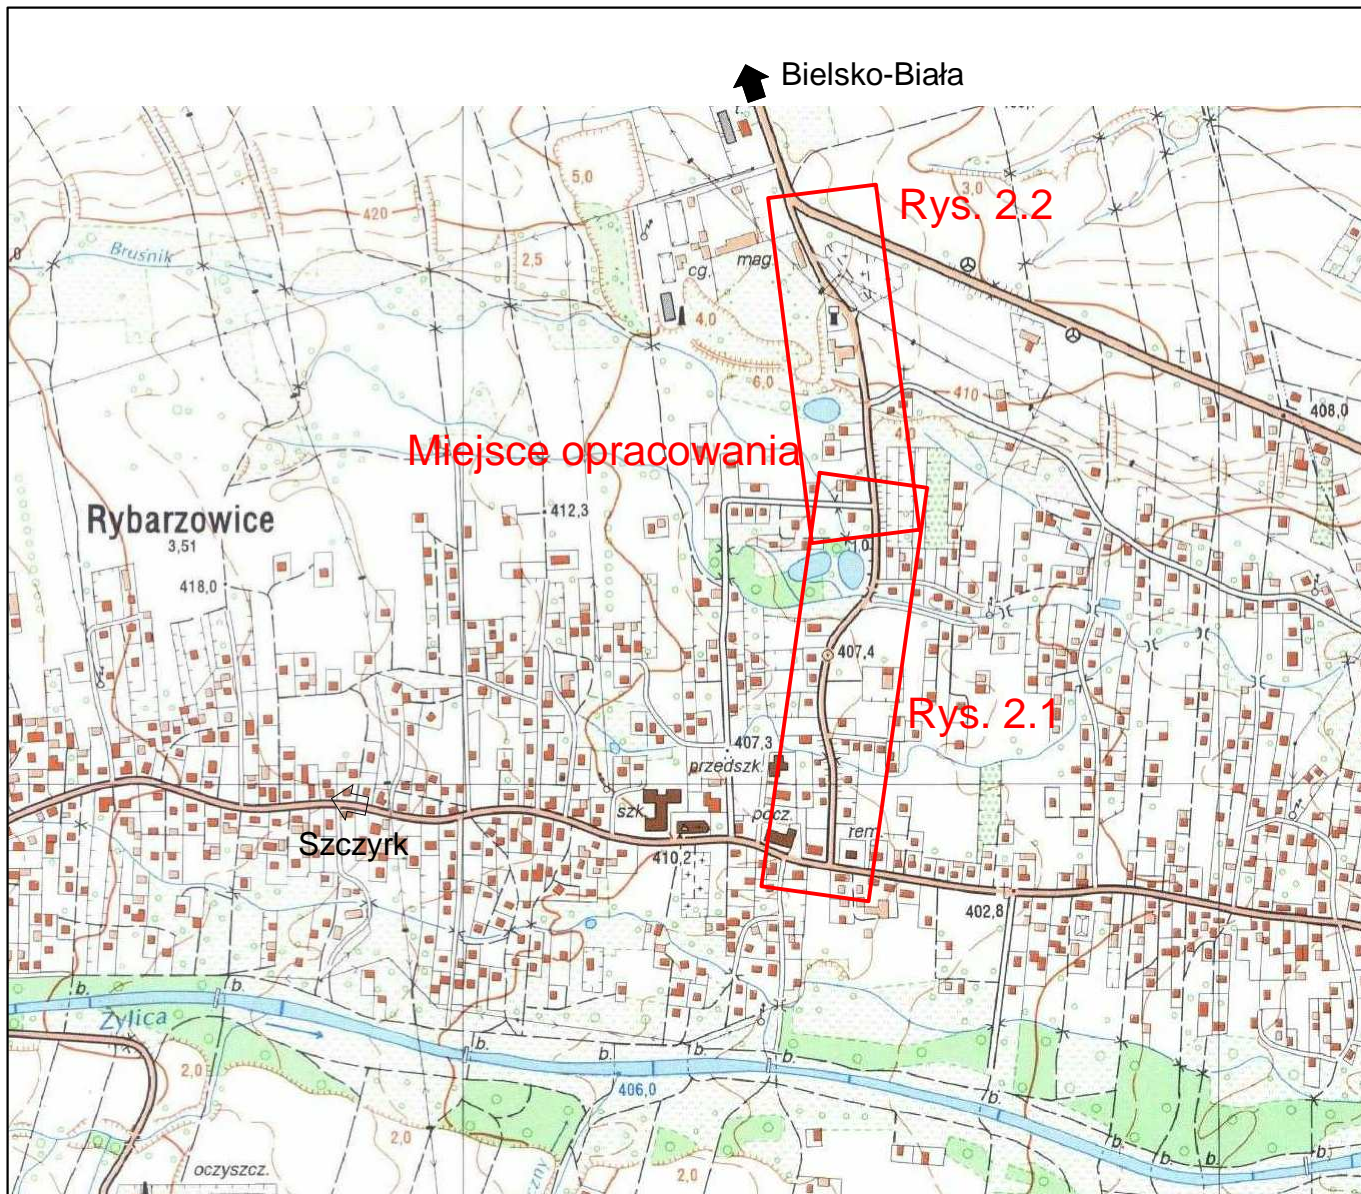 Bielsko-Biała
5,0
3,0
Rys. 2.2
420
Bruśnik
2,5
cg.
mag.
4,0
6,0
410
408,0
4,0
Miejsce opracowania
Rybarzowice
3,51
412,3
418,0
407,4
Rys. 2.1
407,3
przedszk.
szk.
pocz.
rem.
Szczyrk
410,2
402,8
b.
b.
Żylica
b.
b.
b.
b.
b.
2,0
406,0
2,0
2,0
b.
b.
oczyszcz.